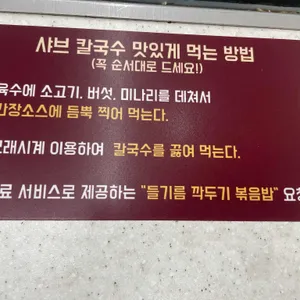 샤브 칼국수 맛있게 먹는 방법
(꼭 순서대로 드세요!)
육수에 소고기, 버섯, 미나리를 데쳐서
간장소스에 듬뿍 찍어 먹는다.
모래시계 이용하여 칼국수를 끓여 먹는다.
료 서비스로 제공하는 "들기름 깍두기 볶음밥" 요청